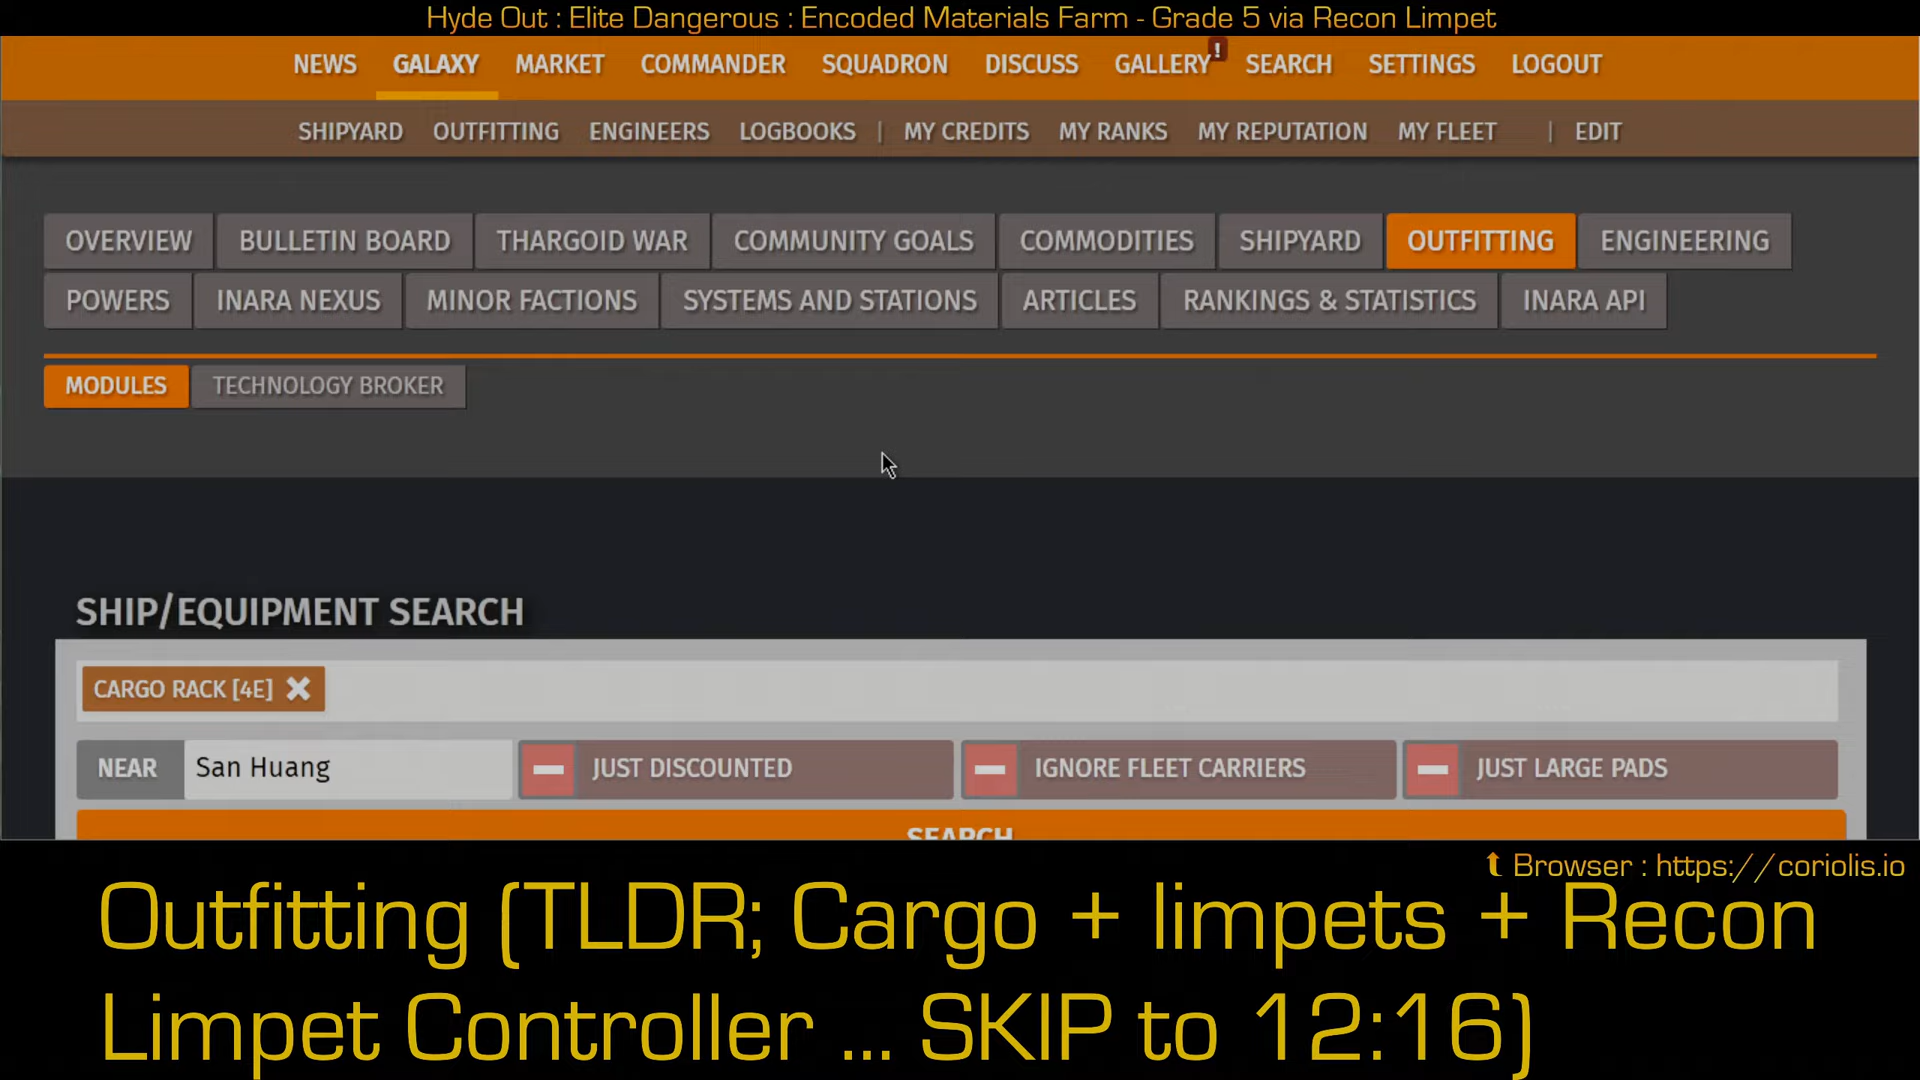 Hyde Out : Elite Dangerous : Encoded Materials Farm - Grade 5 via Recon Limpet
NEWS GALAXY MARKET COMMANDER SQUADRON DISCUSS GALLERY ! SEARCH SETTINGS LOGOUT
SHIPYARD OUTFITTING ENGINEERS LOGBOOKS | MY CREDITS MY RANKS MY REPUTATION MY FLEET | EDIT
OVERVIEW BULLETIN BOARD THARGOID WAR COMMUNITY GOALS COMMODITIES SHIPYARD OUTFITTING ENGINEERING
POWERS INARA NEXUS MINOR FACTIONS SYSTEMS AND STATIONS ARTICLES RANKINGS & STATISTICS INARA API
MODULES TECHNOLOGY BROKER
SHIP/EQUIPMENT SEARCH
CARGO RACK [4E]
NEAR San Huang JUST DISCOUNTED IGNORE FLEET CARRIERS JUST LARGE PADS
SEARCH
Browser : https://coriolis.io
Outfitting (TLDR; Cargo + limpets + Recon
Limpet Controller ... SKIP to 12:16)